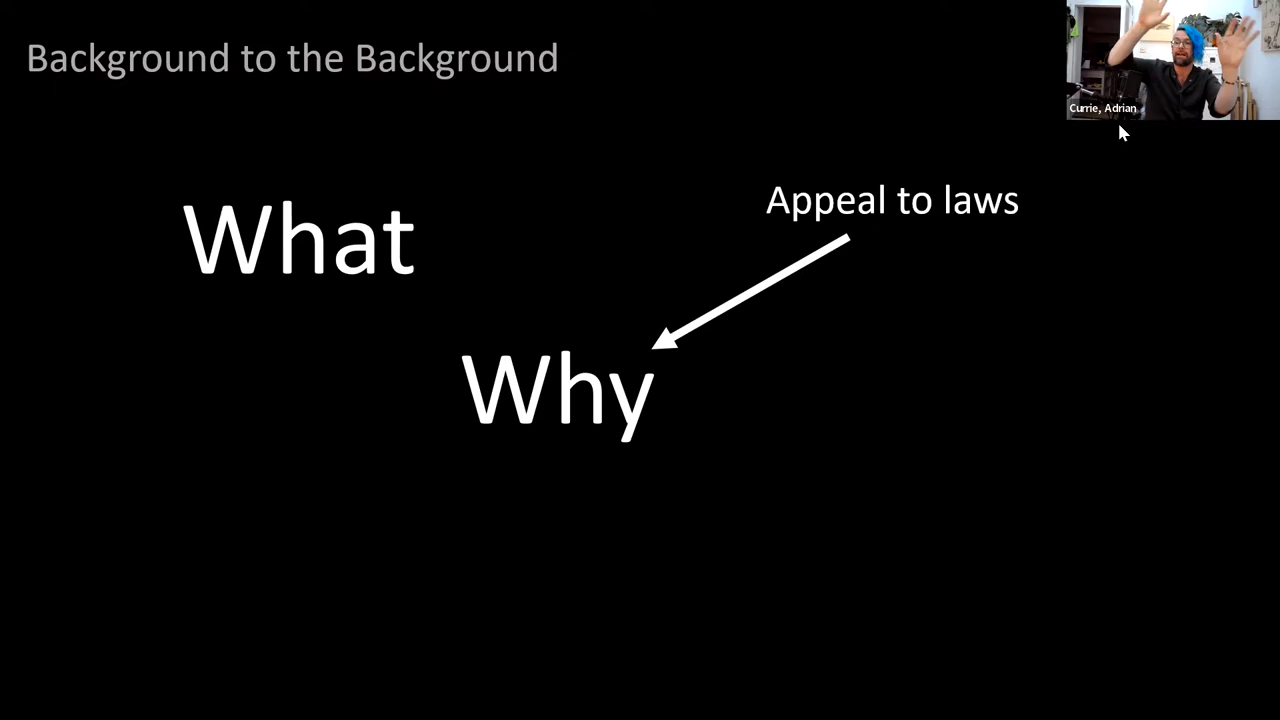 Background to the Background
Currie, Adrian
What
Appeal to laws
Why